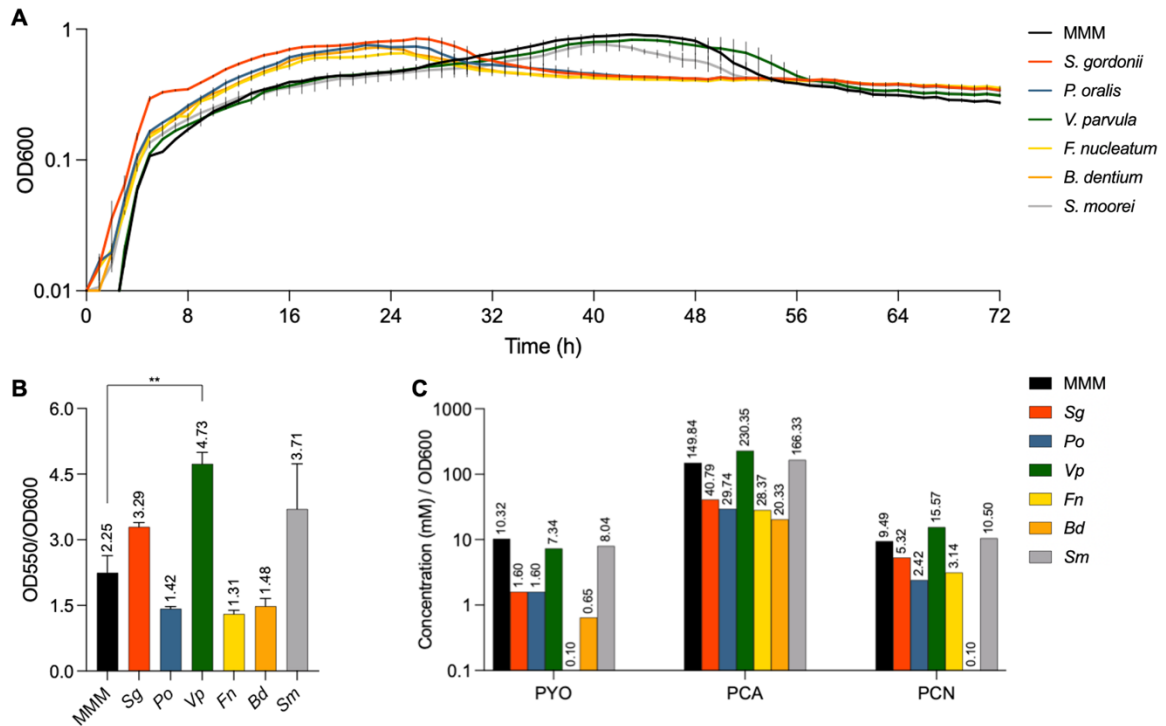 A
1
0.1
0.01
OD600
0
8
16
24
32
40
48
56
64
72
Time (h)
MMM
S. gordonii
P. oralis
V. parvula
F. nucleatum
B. dentium
S. moorei
B
**
6.0
4.5
3.0
1.5
0.0
OD550/OD600
2.25
3.29
1.42
4.73
1.31
1.48
3.71
MMM
Sg
Po
Vp
Fn
Bd
Sm
C
1000
100
10
1
0.1
Concentration (mM) / OD600
10.32
1.60
1.60
7.34
0.10
0.65
8.04
149.84
40.79
29.74
230.35
28.37
20.33
166.33
9.49
5.32
2.42
15.57
3.14
0.10
10.50
PYO
PCA
PCN
MMM
Sg
Po
Vp
Fn
Bd
Sm